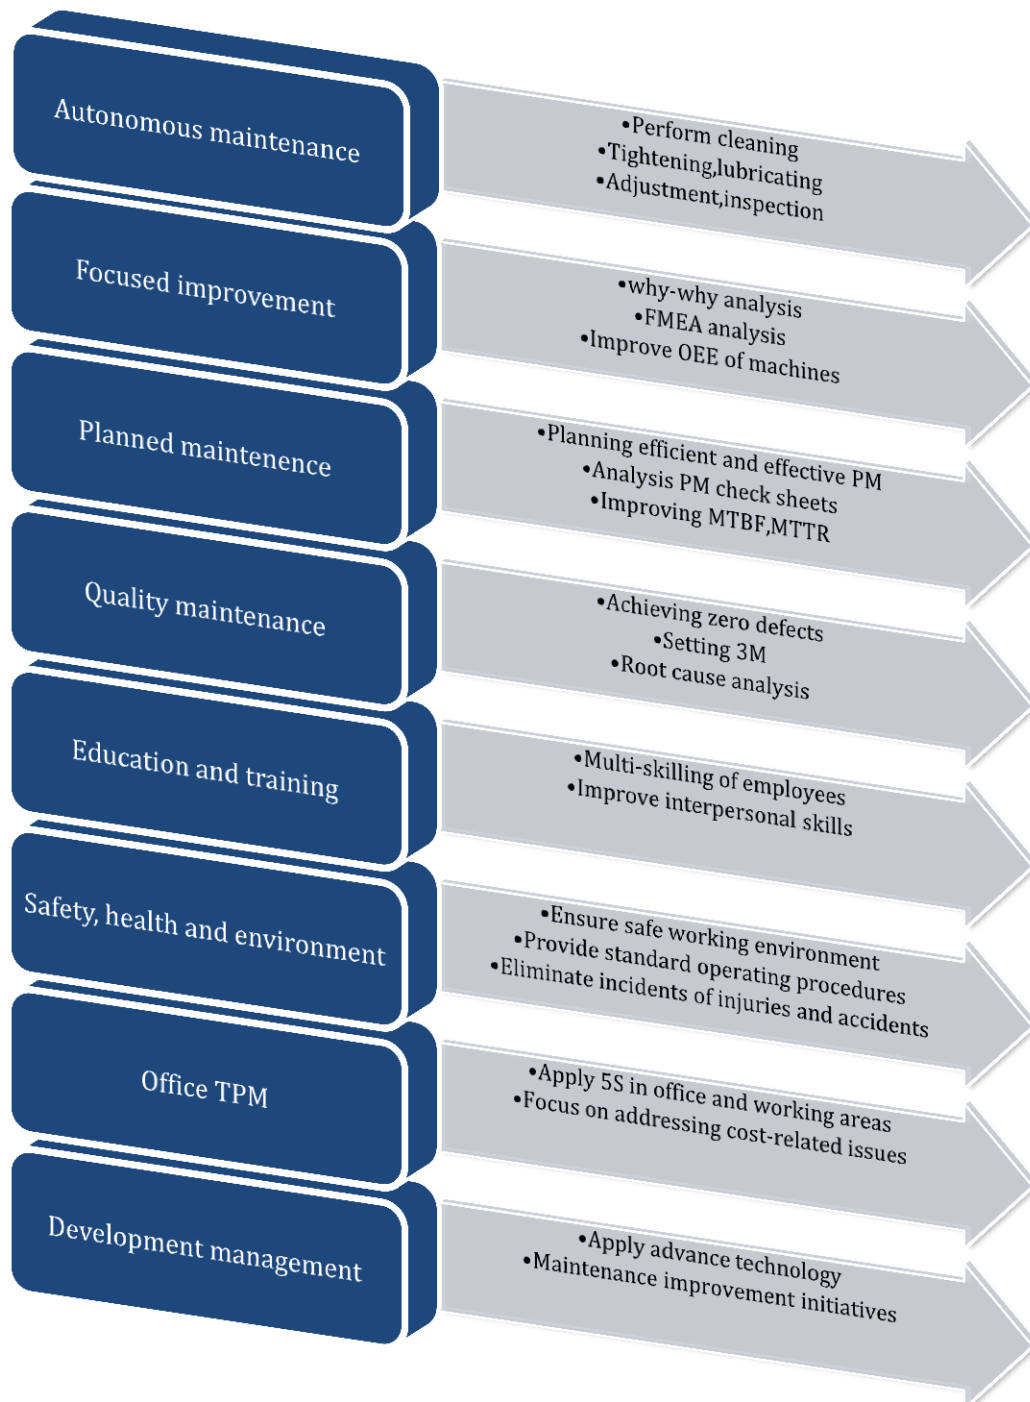 Autonomous maintenance
•Perform cleaning
•Tightening,lubricating
•Adjustment,inspection
Focused improvement
•why-why analysis
•FMEA analysis
•Improve OEE of machines
Planned maintenence
•Planning efficient and effective PM
•Analysis PM check sheets
•Improving MTBF,MTTR
Quality maintenance
•Achieving zero defects
•Setting 3M
•Root cause analysis
Education and training
•Multi-skilling of employees
•Improve interpersonal skills
Safety, health and environment
•Ensure safe working environment
•Provide standard operating procedures
•Eliminate incidents of injuries and accidents
Office TPM
•Apply 5S in office and working areas
•Focus on addressing cost-related issues
Development management
•Apply advance technology
•Maintenance improvement initiatives